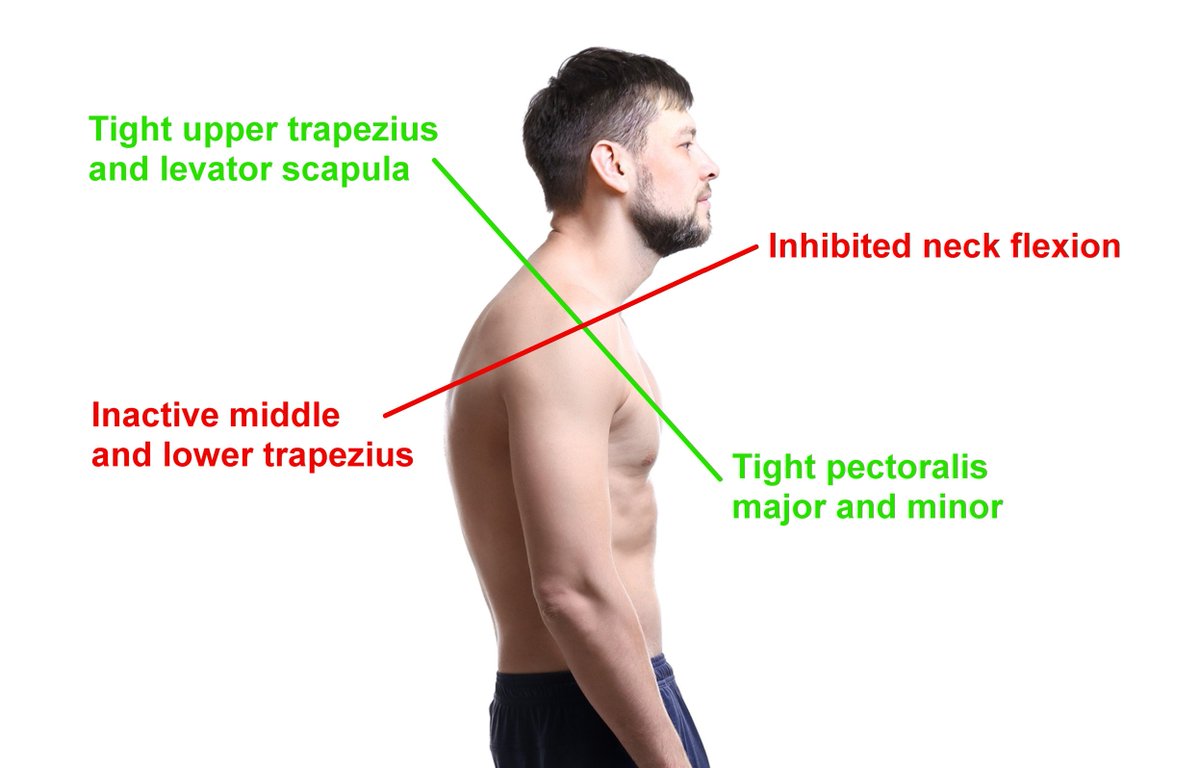 Tight upper trapezius
and levator scapula
Inhibited neck flexion
Inactive middle
and lower trapezius
Tight pectoralis
major and minor